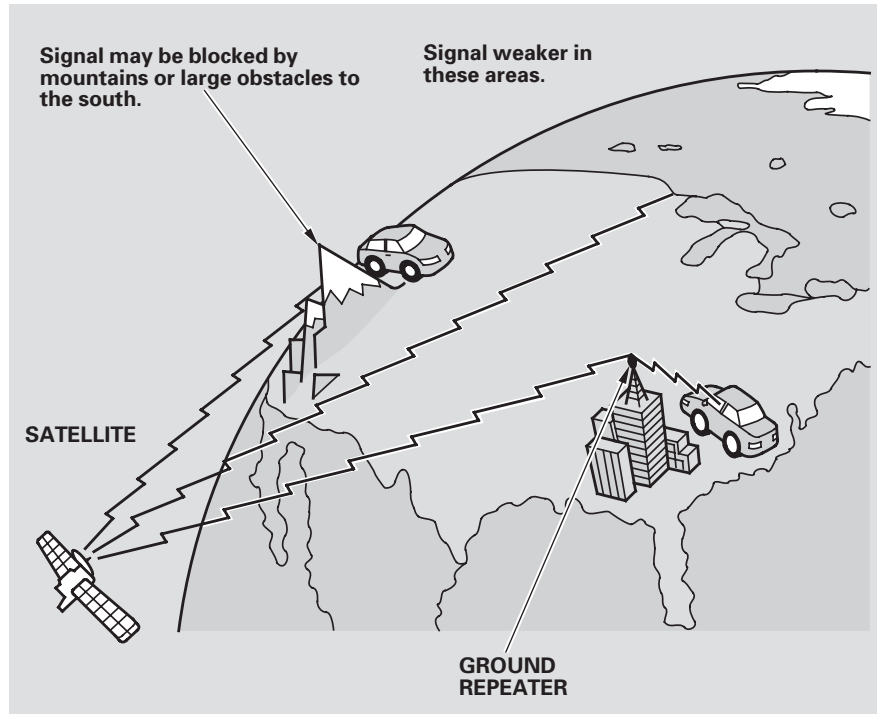 Signal may be blocked by
mountains or large obstacles to
the south.
Signal weaker in
these areas.
SATELLITE
GROUND
REPEATER